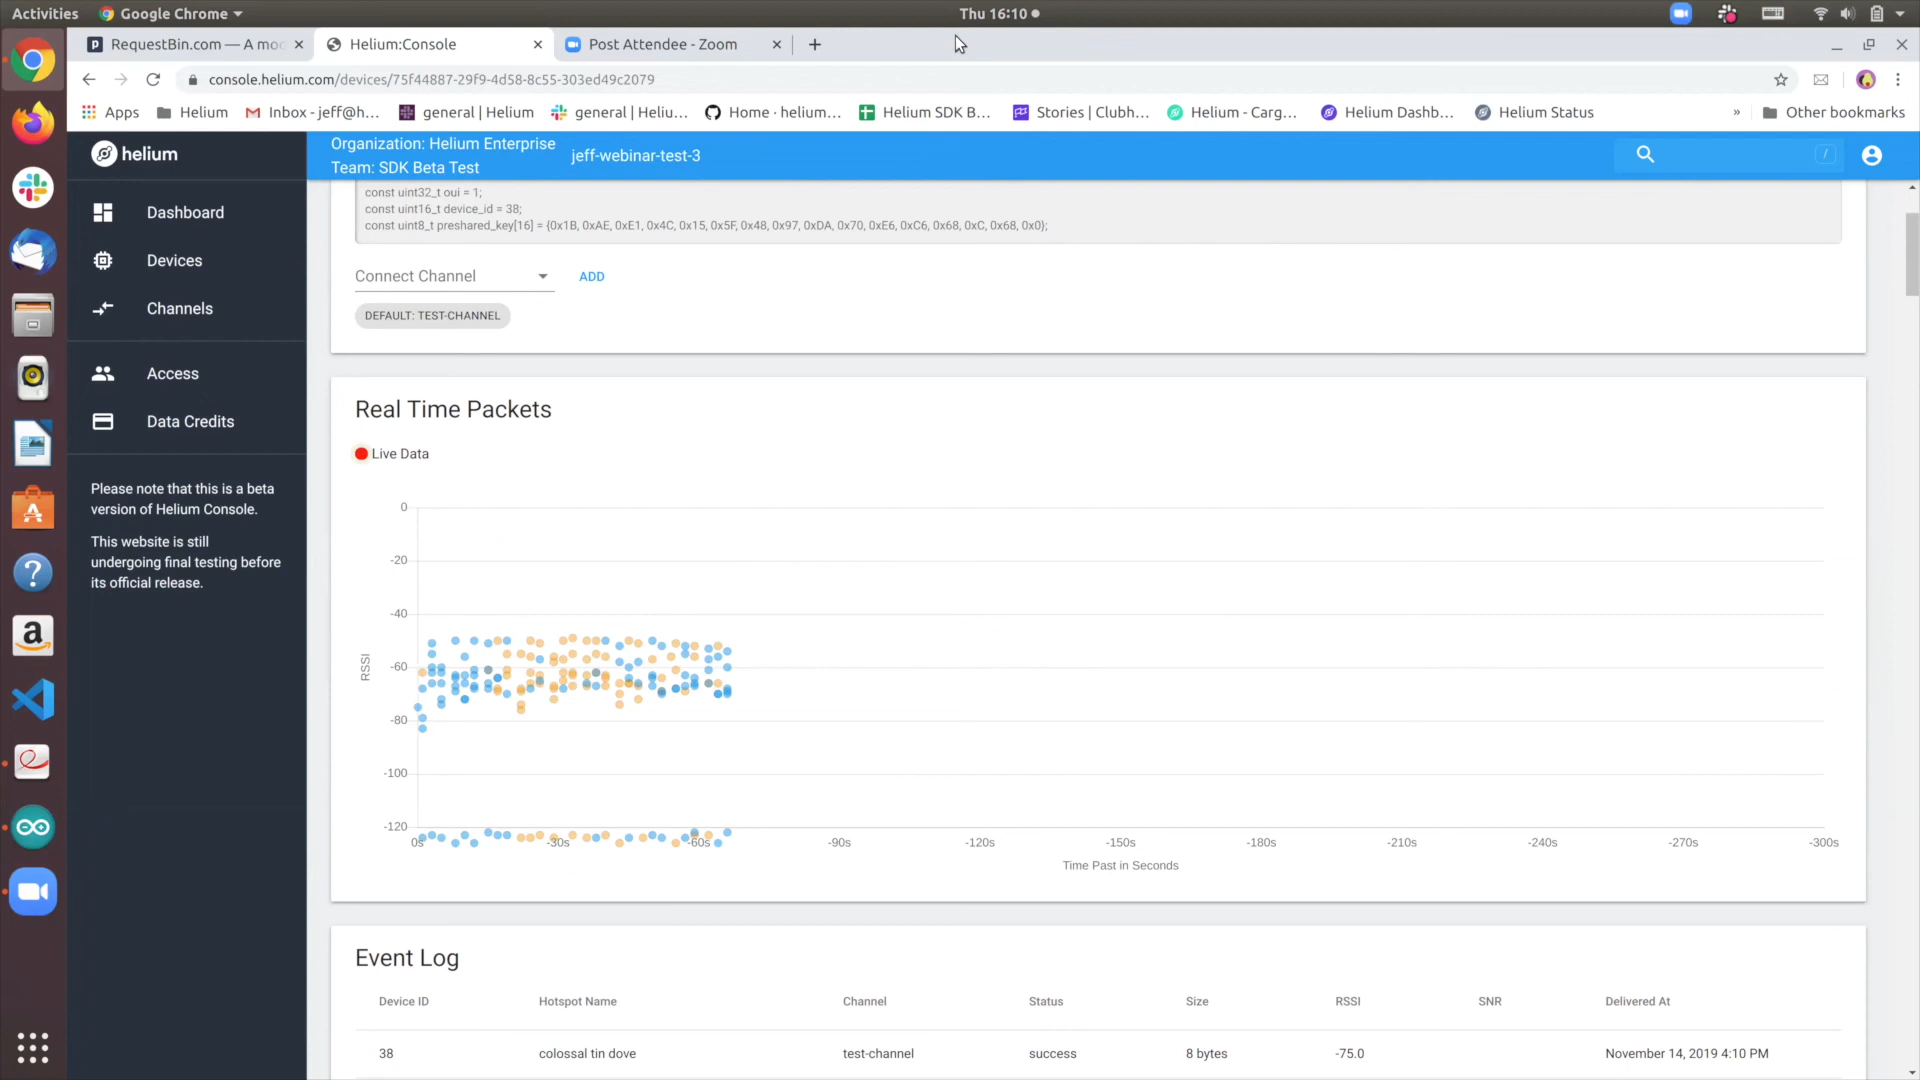 Activities
Google Chrome
Thu 16:10
RequestBin.com — A moc
Helium:Console
Post Attendee - Zoom
console.helium.com/devices/75f44887-29f9-4d58-8c55-303ed49c2079
Apps
Helium
Inbox - jeff@h...
general | Helium
general | Heliu...
Home · helium...
Helium SDK B...
Stories | Clubh...
Helium - Carg...
Helium Dashb...
Helium Status
»
Other bookmarks
helium
Organization: Helium Enterprise
Team: SDK Beta Test
jeff-webinar-test-3
/
Dashboard
Devices
Channels
Access
Data Credits
Please note that this is a beta
version of Helium Console.
This website is still
undergoing final testing before
its official release.
const uint32_t oui = 1;
const uint16_t device_id = 38;
const uint8_t preshared_key[16] = {0x1B, 0xAE, 0xE1, 0x4C, 0x15, 0x5F, 0x48, 0x97, 0xDA, 0x70, 0xE6, 0xC6, 0x68, 0xC, 0x68, 0x0};
Connect Channel
ADD
DEFAULT: TEST-CHANNEL
Real Time Packets
Live Data
0
-20
-40
-60
-80
-100
-120
RSSI
0s
-30s
-60s
-90s
-120s
-150s
-180s
-210s
-240s
-270s
-300s
Time Past in Seconds
Event Log
Device ID
Hotspot Name
Channel
Status
Size
RSSI
SNR
Delivered At
38
colossal tin dove
test-channel
success
8 bytes
-75.0
November 14, 2019 4:10 PM